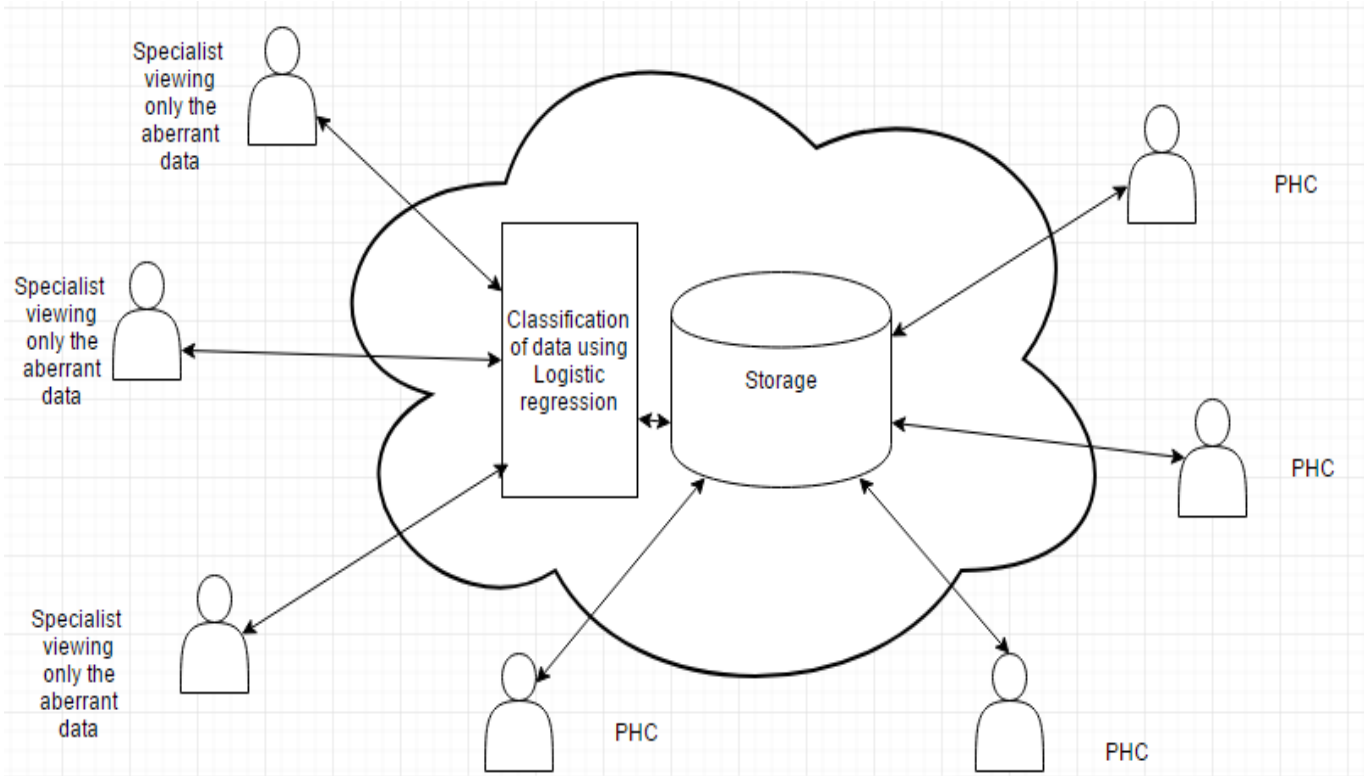 Specialist
viewing
only the
aberrant
data
PHC
Specialist
viewing
only the
aberrant
data
Classification
of data using
Logistic
regression
Storage
PHC
Specialist
viewing
only the
aberrant
data
PHC
PHC